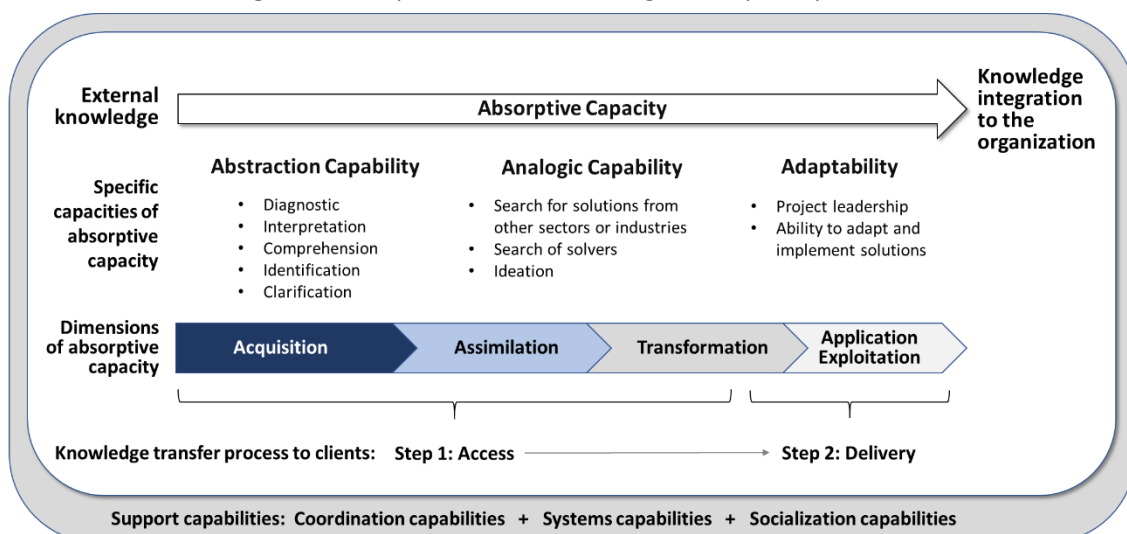 External
knowledge
Absorptive Capacity
Knowledge
integration
to the
organization
Specific
capacities of
absorptive
capacity
Abstraction Capability
• Diagnostic
• Interpretation
• Comprehension
• Identification
• Clarification
Analogic Capability
• Search for solutions from
other sectors or industries
• Search of solvers
• Ideation
Adaptability
• Project leadership
• Ability to adapt and
implement solutions
Dimensions
of absorptive
capacity
Acquisition
Assimilation
Transformation
Application
Exploitation
Knowledge transfer process to clients: Step 1: Access
Step 2: Delivery
Support capabilities: Coordination capabilities + Systems capabilities + Socialization capabilities